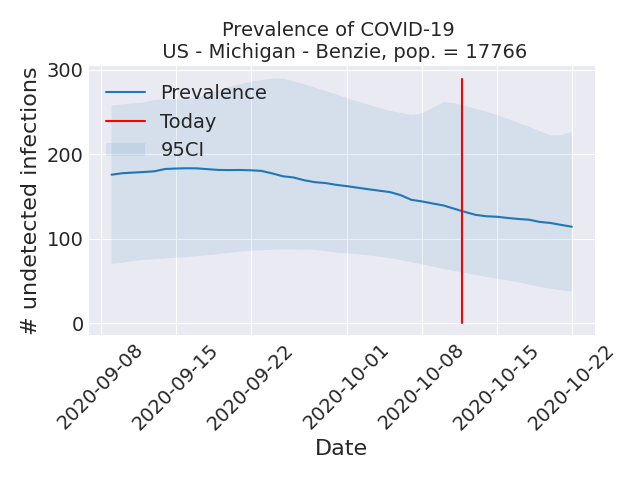 Prevalence of COVID-19
US - Michigan - Benzie, pop. = 17766
# undetected infections
300
200
100
0
Prevalence
Today
95CI
2020-09-08
2020-09-15
2020-09-22
2020-10-01
2020-10-08
2020-10-15
2020-10-22
Date